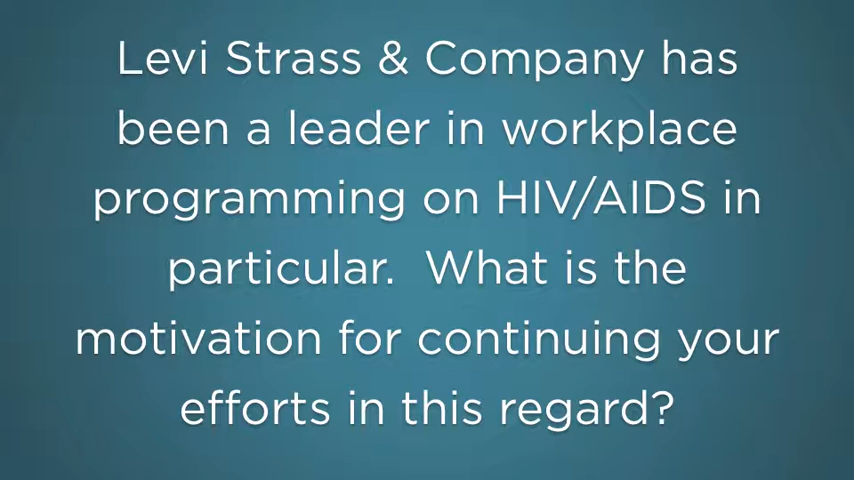 Levi Strass & Company has
been a leader in workplace
programming on HIV/AIDS in
particular.  What is the
motivation for continuing your
efforts in this regard?